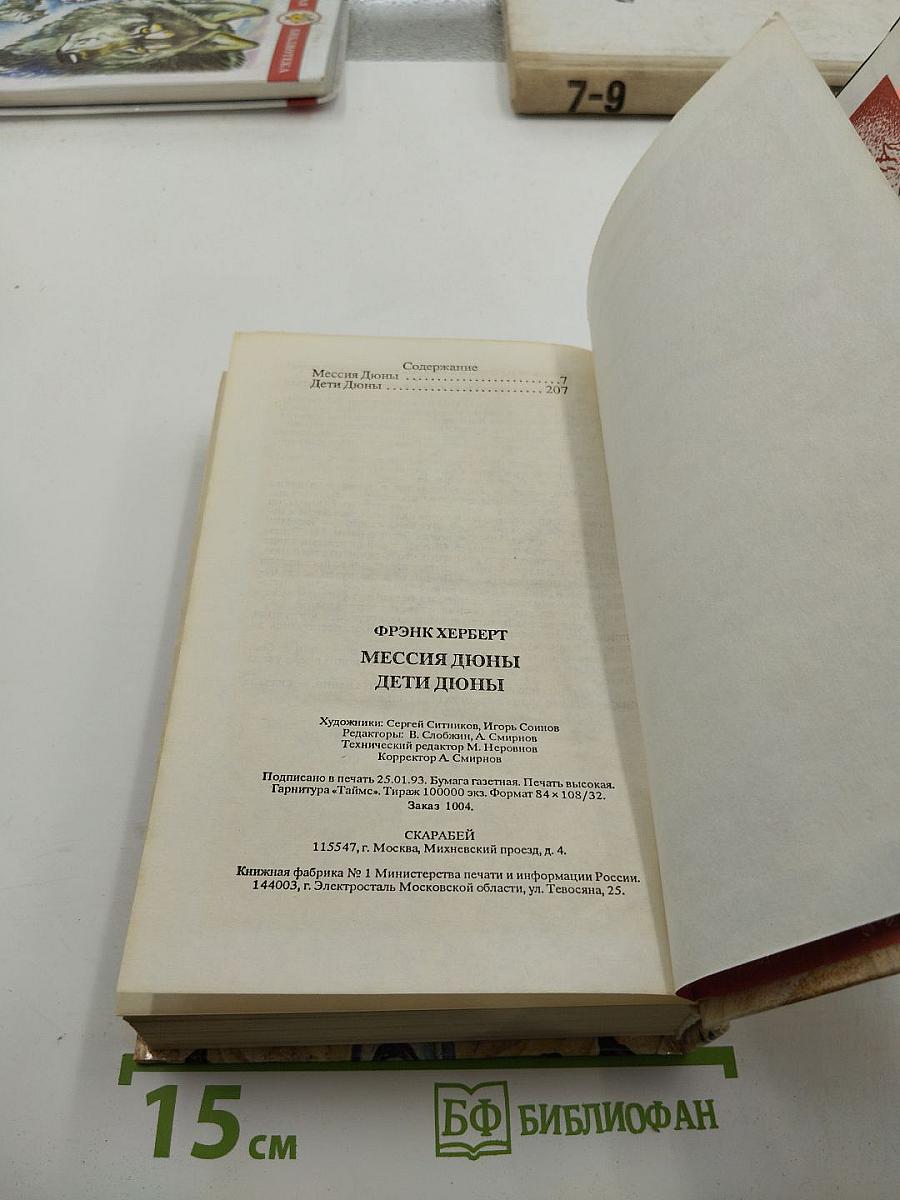 БИБЛИОТЕКА
7-9
Содержание
Мессия Дюны ........................7
Дети Дюны ........................ 207
ФРЭНК ХЕРБЕРТ
МЕССИЯ ДЮНЫ
ДЕТИ ДЮНЫ
Художники: Сергей Ситников, Игорь Соинов
Редакторы: В. Слобжин, А. Смирнов
Технический редактор М. Неровнов
Корректор А. Смирнов
Подписано в печать 25.01.93. Бумага газетная. Печать высокая.
Гарнитура «Таймс». Тираж 100000 экз. Формат 84 × 108/32.
Заказ 1004.
СКАРАБЕЙ
115547, г. Москва, Михневский проезд, д. 4.
Книжная фабрика № 1 Министерства печати и информации России.
144003, г. Электросталь Московской области, ул. Тевосяна, 25.
15 см
БФ БИБЛИОФАН